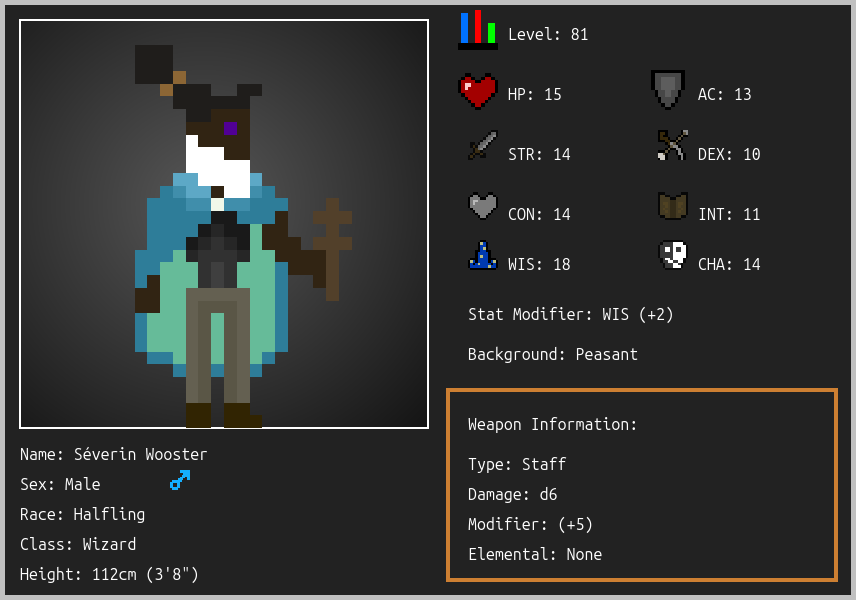 Level: 81
HP: 15
AC: 13
STR: 14
DEX: 10
CON: 14
INT: 11
WIS: 18
CHA: 14
Stat Modifier: WIS (+2)
Background: Peasant
Weapon Information:
Type: Staff
Damage: d6
Modifier: (+5)
Elemental: None
Name: Séverin Wooster
Sex: Male
Race: Halfling
Class: Wizard
Height: 112cm (3'8")